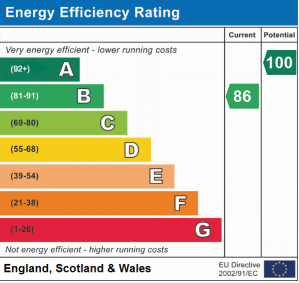 Energy Efficiency Rating
Current Potential
Very energy efficient - lower running costs
(92+) A 100
(81-91) B 86
(69-80) C
(55-68) D
(39-54) E
(21-38) F
(1-20) G
Not energy efficient - higher running costs
England, Scotland & Wales
EU Directive
2002/91/EC